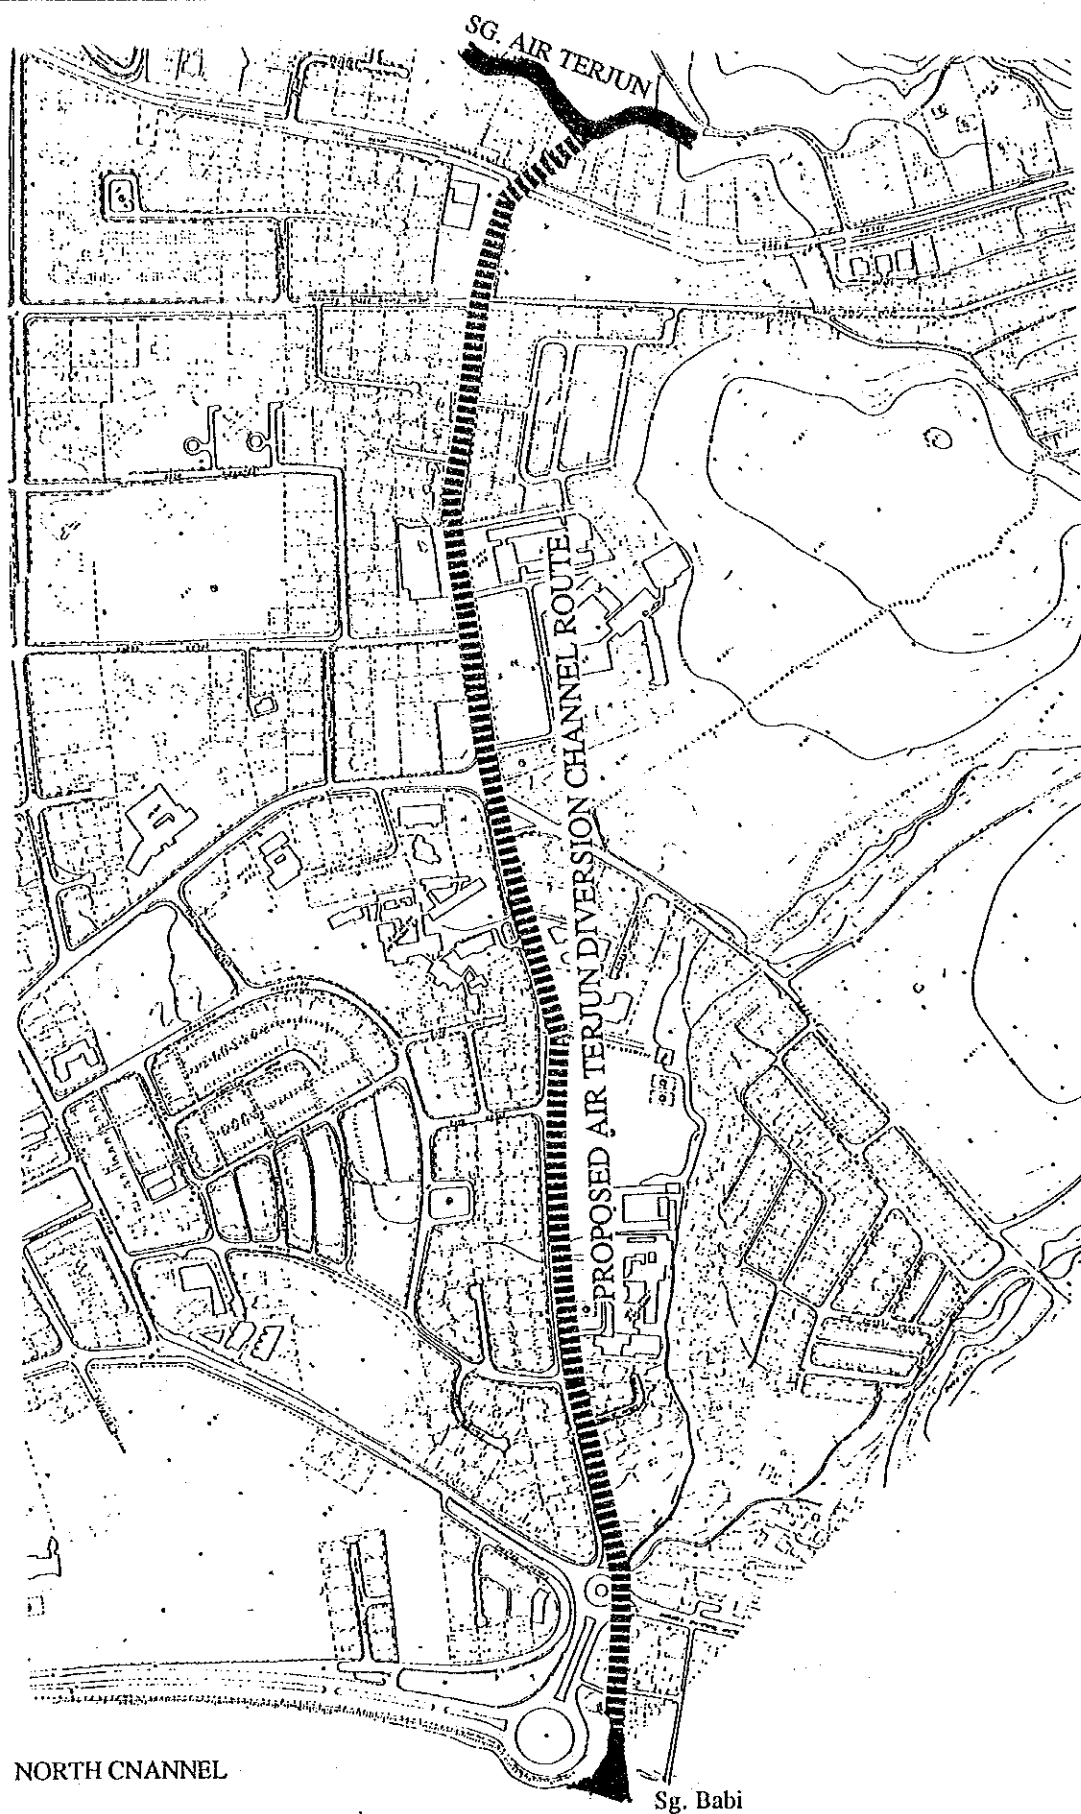 SG. AIR TERJUN
PROPOSED AIR TERJUN DIVERSION CHANNEL ROUTE
NORTH CNANNEL
Sg. Babi